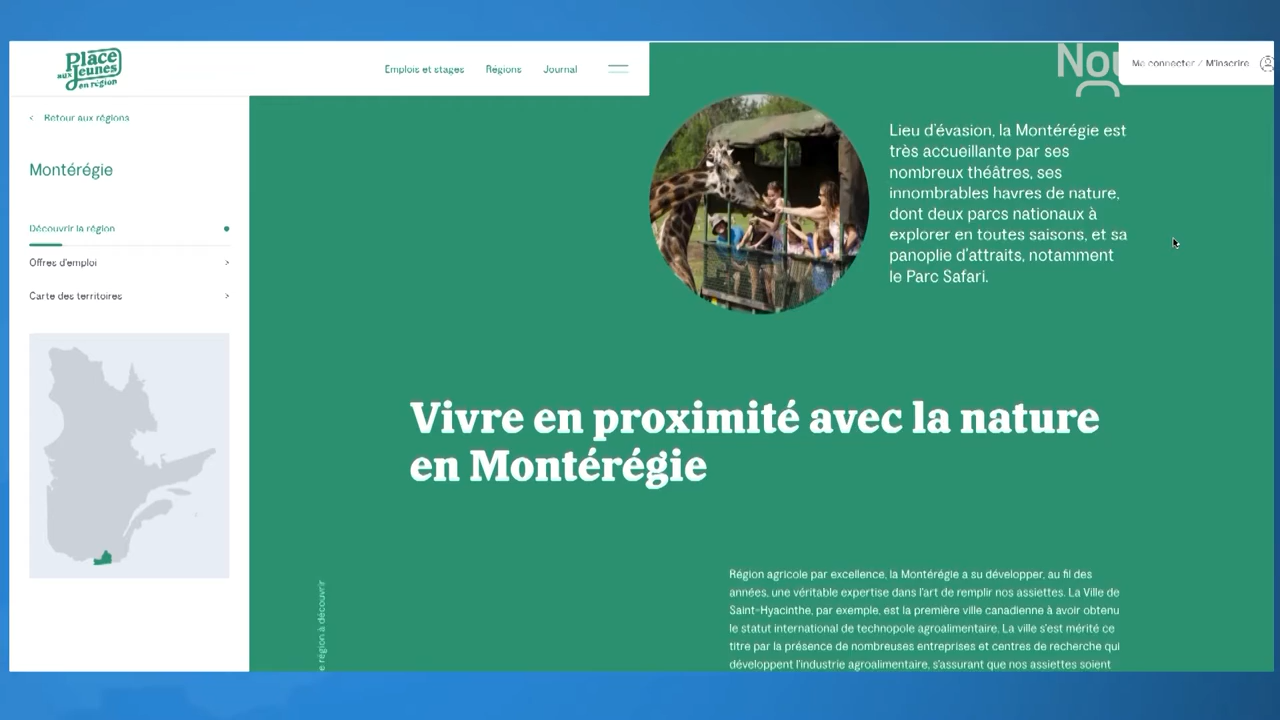 Place
aux Jeunes
en région
Emplois et stages
Régions
Journal
Nou
Me connecter / M'inscrire
< Retour aux régions
Montérégie
Découvrir la région
Offres d'emploi >
Carte des territoires >
Lieu d'évasion, la Montérégie est
très accueillante par ses
nombreux théâtres, ses
innombrables havres de nature,
dont deux parcs nationaux à
explorer en toutes saisons, et sa
panoplie d'attraits, notamment
le Parc Safari.
Vivre en proximité avec la nature
en Montérégie
e région à découvrir
Région agricole par excellence, la Montérégie a su développer, au fil des
années, une véritable expertise dans l'art de remplir nos assiettes. La Ville de
Saint-Hyacinthe, par exemple, est la première ville canadienne à avoir obtenu
le statut international de technopole agroalimentaire. La ville s'est mérité ce
titre par la présence de nombreuses entreprises et centres de recherche qui
développent l'industrie agroalimentaire, s'assurant que nos assiettes soient